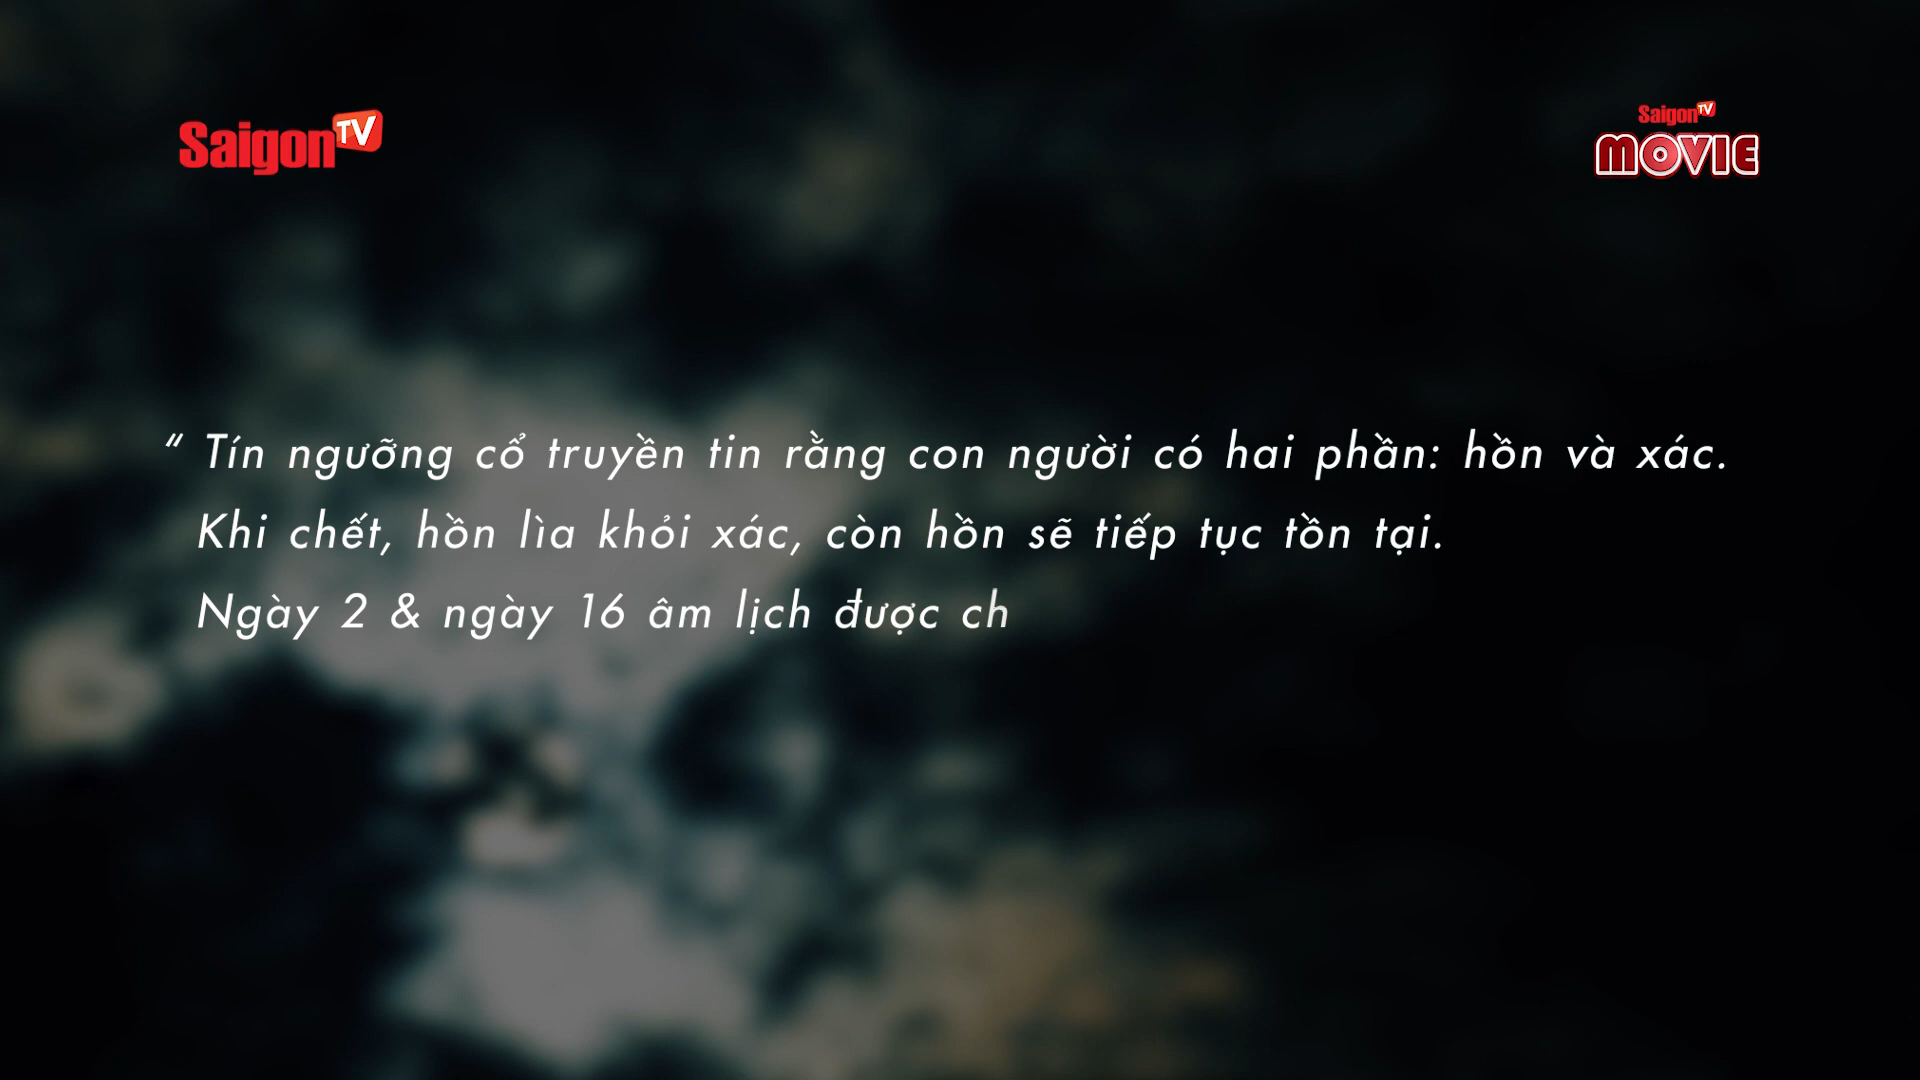 SaigonTV
SaigonTV
MOVIE
“ Tín ngưỡng cổ truyền tin rằng con người có hai phần: hồn và xác.
Khi chết, hồn lìa khỏi xác, còn hồn sẽ tiếp tục tồn tại.
Ngày 2 & ngày 16 âm lịch được ch